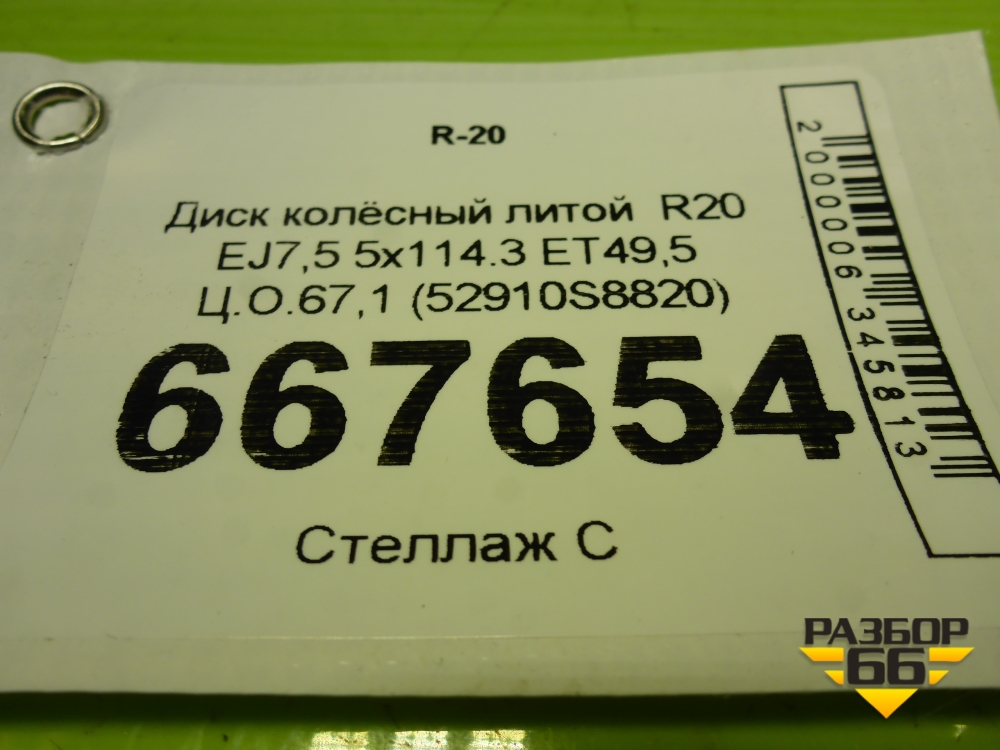 R-20
Диск колёсный литой R20
EJ7,5 5x114.3 ET49,5
Ц.О.67,1 (52910S8820)
667654
Стеллаж С
2000006345813
РАЗБОР
66